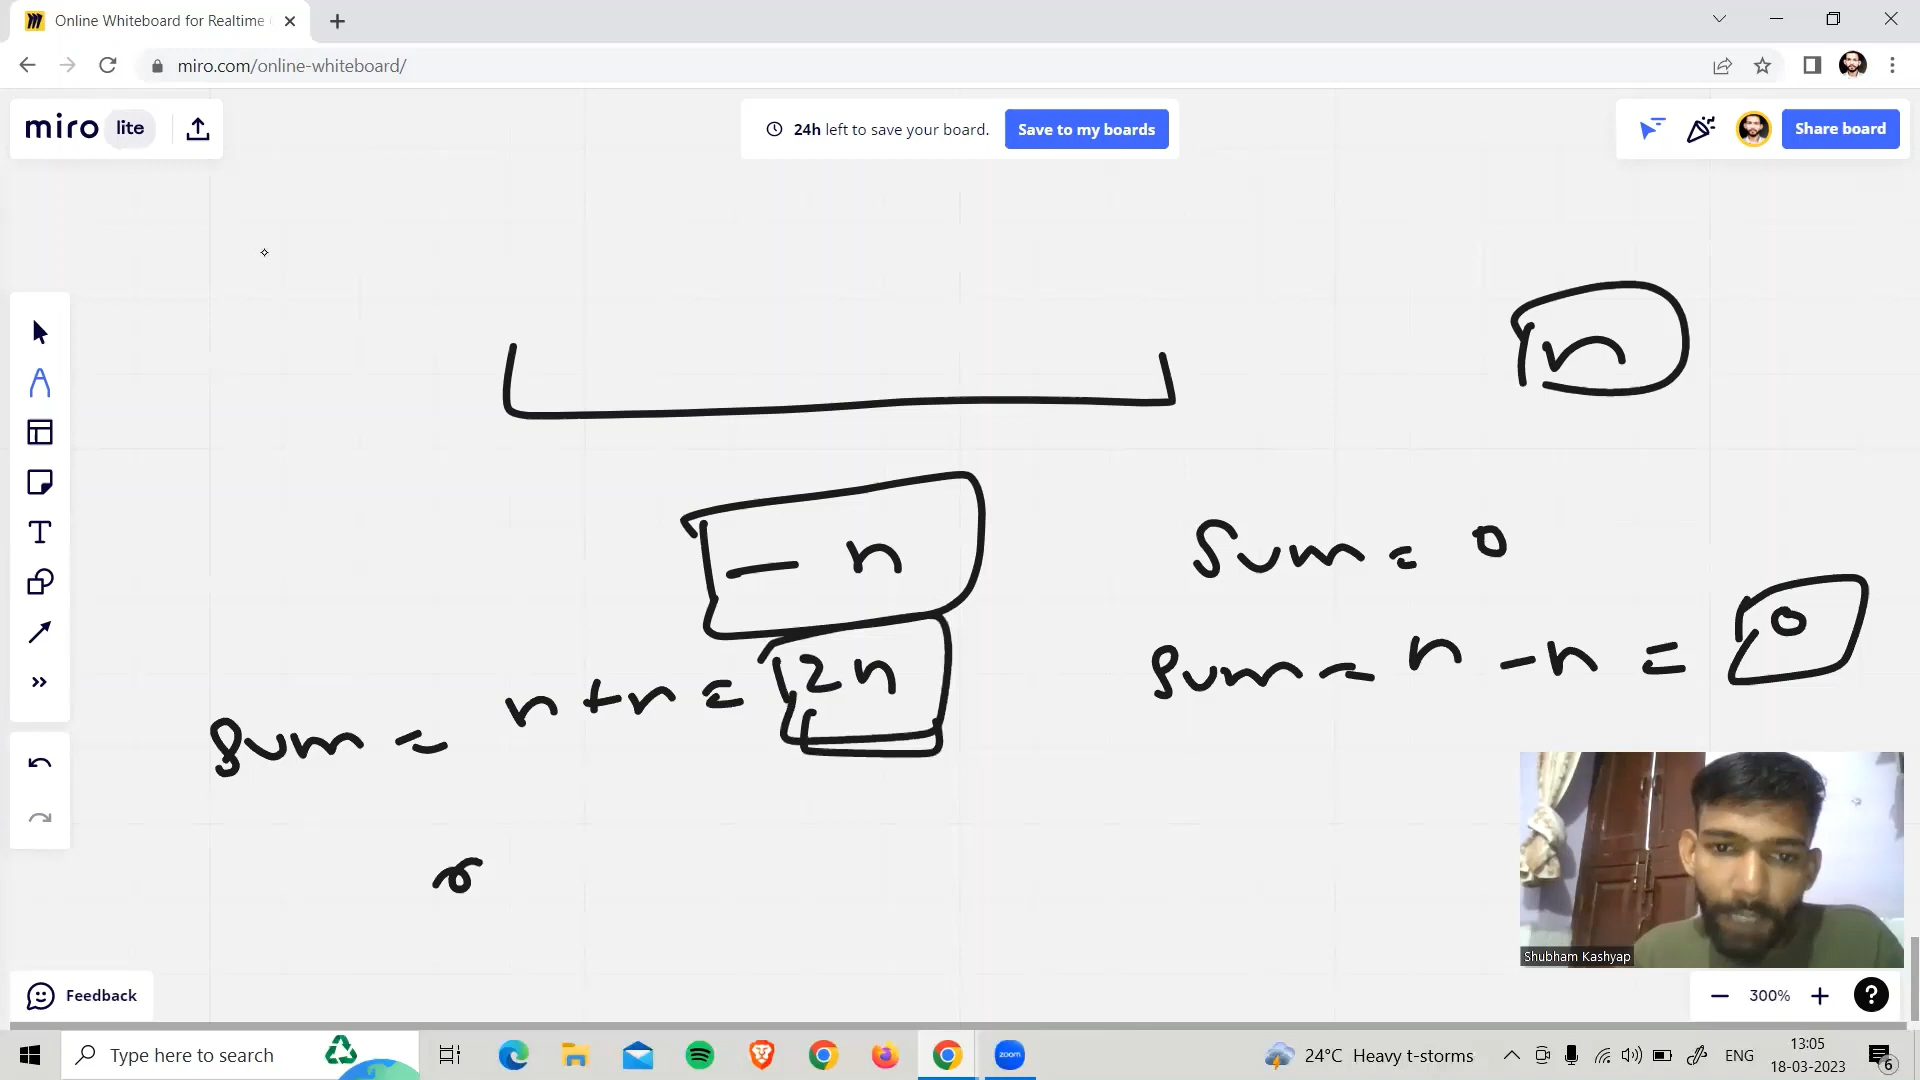 Online Whiteboard for Realtime
miro.com/online-whiteboard/
miro lite
24h left to save your board.
Save to my boards
Share board
n
- n
Sum = 0
2n
n + n =
sum =
sum = n - n = 0
Shubham Kashyap
Feedback
300%
Type here to search
zoom
24°C Heavy t-storms
ENG
13:05
18-03-2023
6